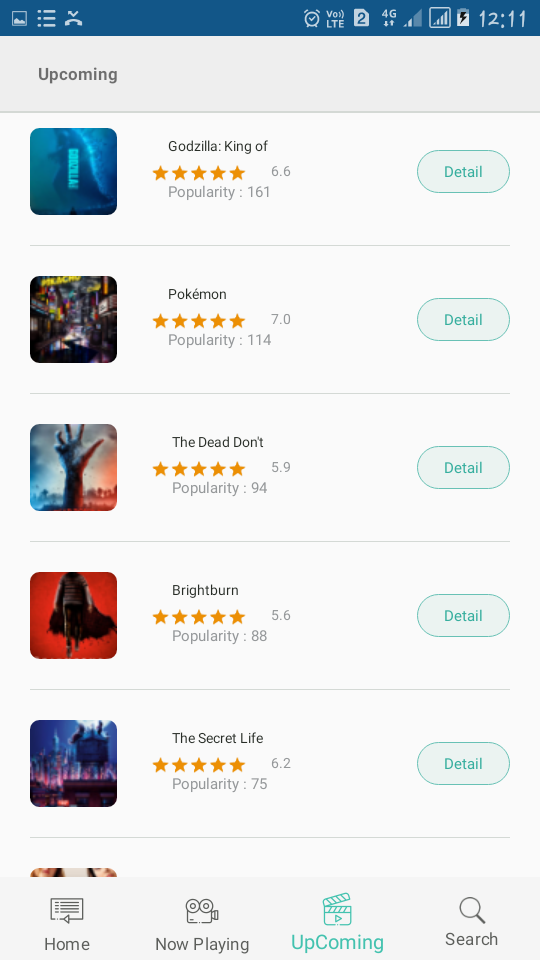 Vo))
LTE
2
4G
12:11
Upcoming
Godzilla: King of
6.6
Popularity : 161
Detail
GODZILLA
Pokémon
7.0
Popularity : 114
Detail
PIKACHU
The Dead Don't
5.9
Popularity : 94
Detail
Brightburn
5.6
Popularity : 88
Detail
The Secret Life
6.2
Popularity : 75
Detail
Home
Now Playing
UpComing
Search